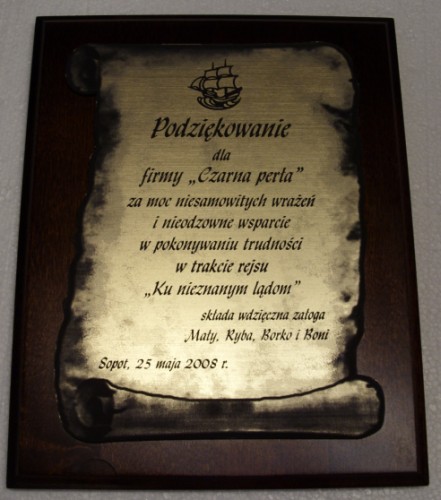 Podziękowanie
dla
firmy „Czarna perła”
za moc niesamowitych wrażeń
i nieodzowne wsparcie
w pokonywaniu trudności
w trakcie rejsu
„Ku nieznanym lądom”
składa wdzięczna załoga
Mały, Ryba, Borko i Boni
Sopot, 25 maja 2008 r.